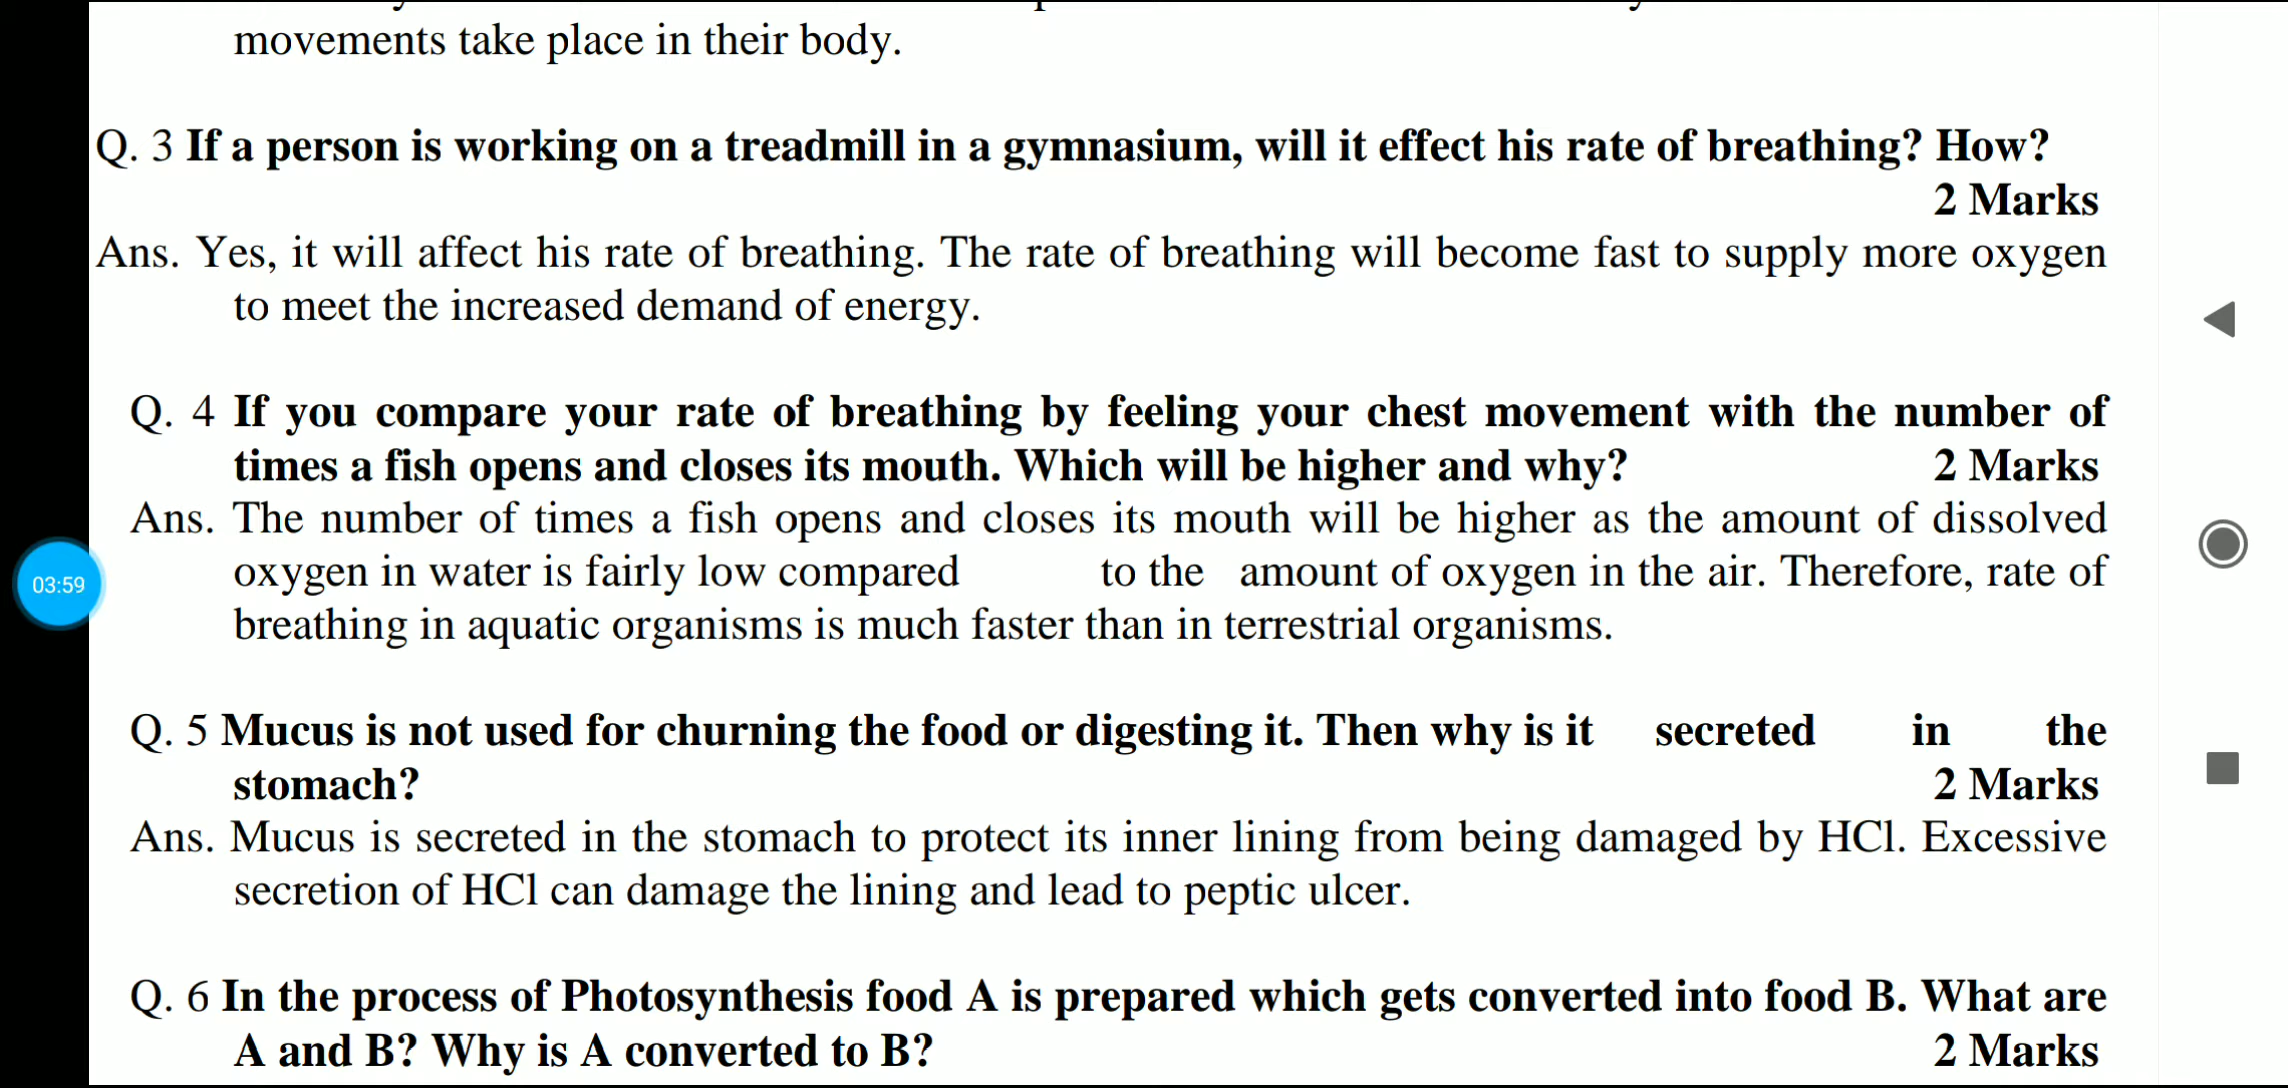 movements take place in their body.
Q. 3 If a person is working on a treadmill in a gymnasium, will it effect his rate of breathing? How?
2 Marks
Ans. Yes, it will affect his rate of breathing. The rate of breathing will become fast to supply more oxygen
to meet the increased demand of energy.
Q. 4 If you compare your rate of breathing by feeling your chest movement with the number of
times a fish opens and closes its mouth. Which will be higher and why? 2 Marks
Ans. The number of times a fish opens and closes its mouth will be higher as the amount of dissolved
oxygen in water is fairly low compared to the amount of oxygen in the air. Therefore, rate of
breathing in aquatic organisms is much faster than in terrestrial organisms.
03:59
Q. 5 Mucus is not used for churning the food or digesting it. Then why is it secreted in the
stomach? 2 Marks
Ans. Mucus is secreted in the stomach to protect its inner lining from being damaged by HCl. Excessive
secretion of HCl can damage the lining and lead to peptic ulcer.
Q. 6 In the process of Photosynthesis food A is prepared which gets converted into food B. What are
A and B? Why is A converted to B? 2 Marks